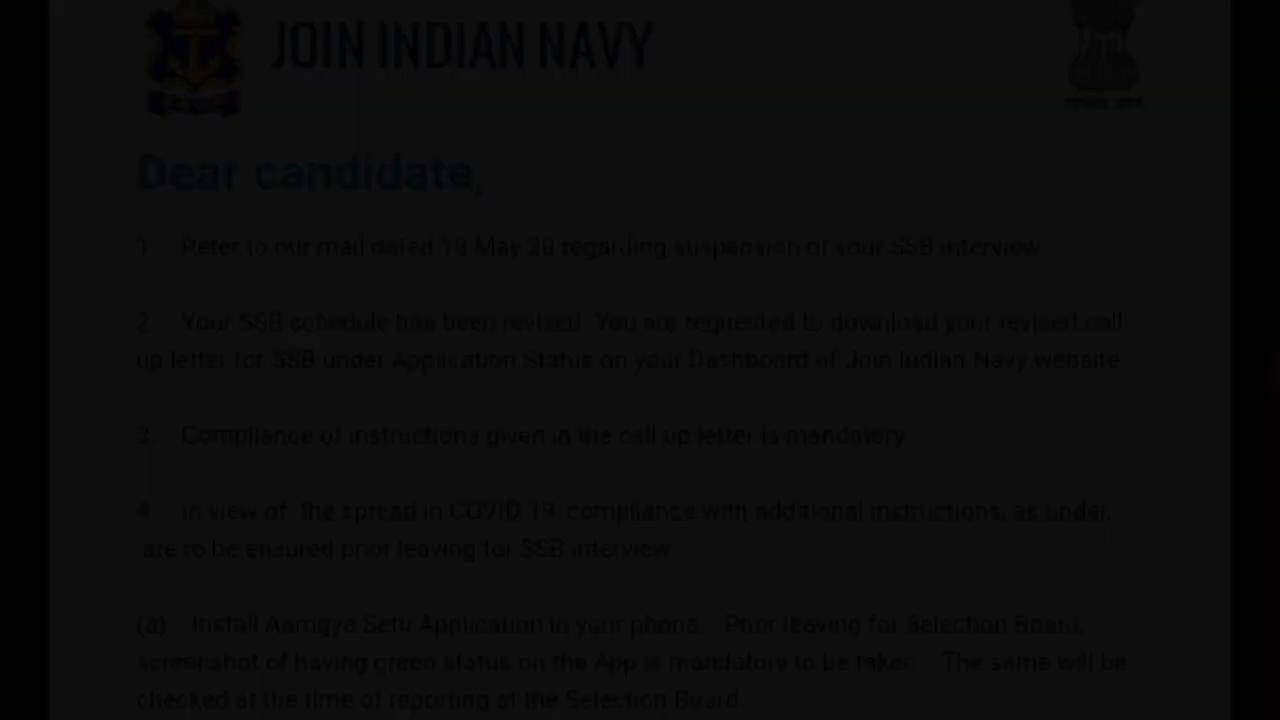 JOIN INDIAN NAVY
Dear candidate,
1. Refer to our mail dated 18 May 20 regarding suspension of your SSB interview
2. Your SSB schedule has been revised. You are requested to download your revised call
up letter for SSB under Application Status on your Dashboard of Join Indian Navy website
3. Compliance of instructions given in the call up letter is mandatory
4. In view of the spread in COVID 19, compliance with additional instructions, as under,
are to be ensured prior leaving for SSB interview:-
(a) Install Aarogya Setu Application in your phone. Prior leaving for Selection Board,
screenshot of having green status on the App is mandatory to be taken. The same will be
checked at the time of reporting at the Selection Board.